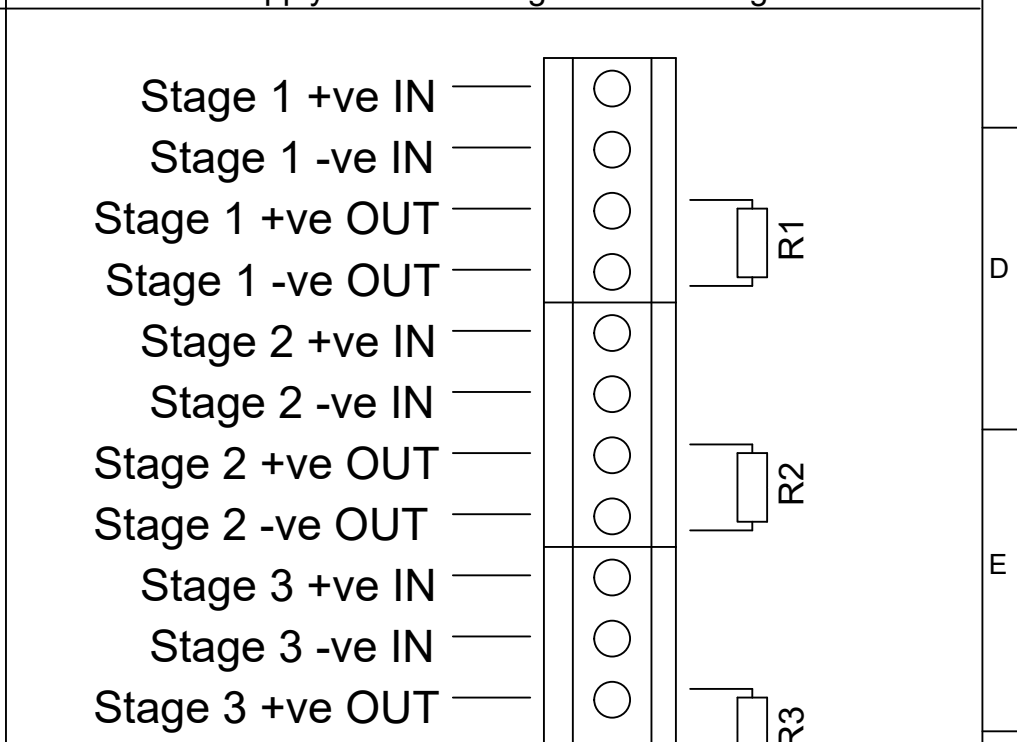 Stage 1 +ve IN
Stage 1 -ve IN
Stage 1 +ve OUT
R1
Stage 1 -ve OUT
D
Stage 2 +ve IN
Stage 2 -ve IN
Stage 2 +ve OUT
R2
Stage 2 -ve OUT
E
Stage 3 +ve IN
Stage 3 -ve IN
Stage 3 +ve OUT
R3